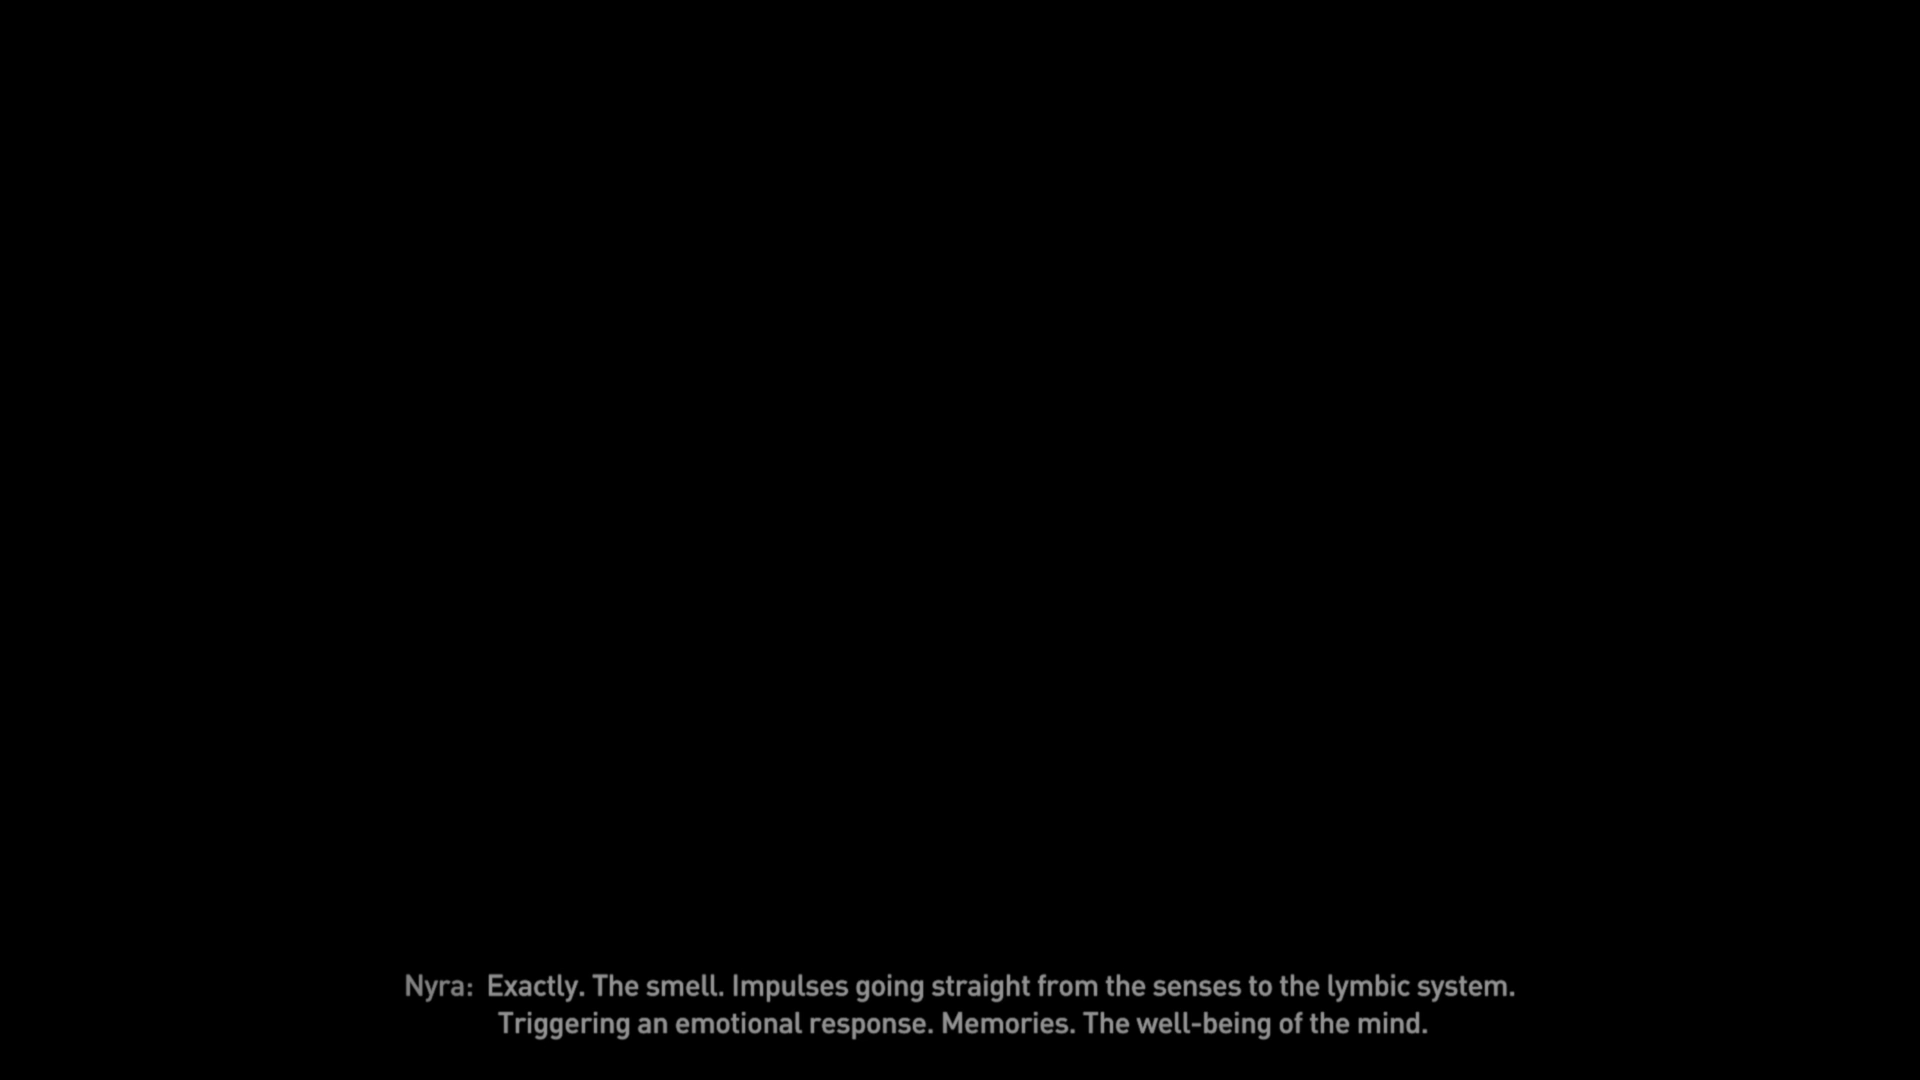 Nyra: Exactly. The smell. Impulses going straight from the senses to the lymbic system.
Triggering an emotional response. Memories. The well-being of the mind.